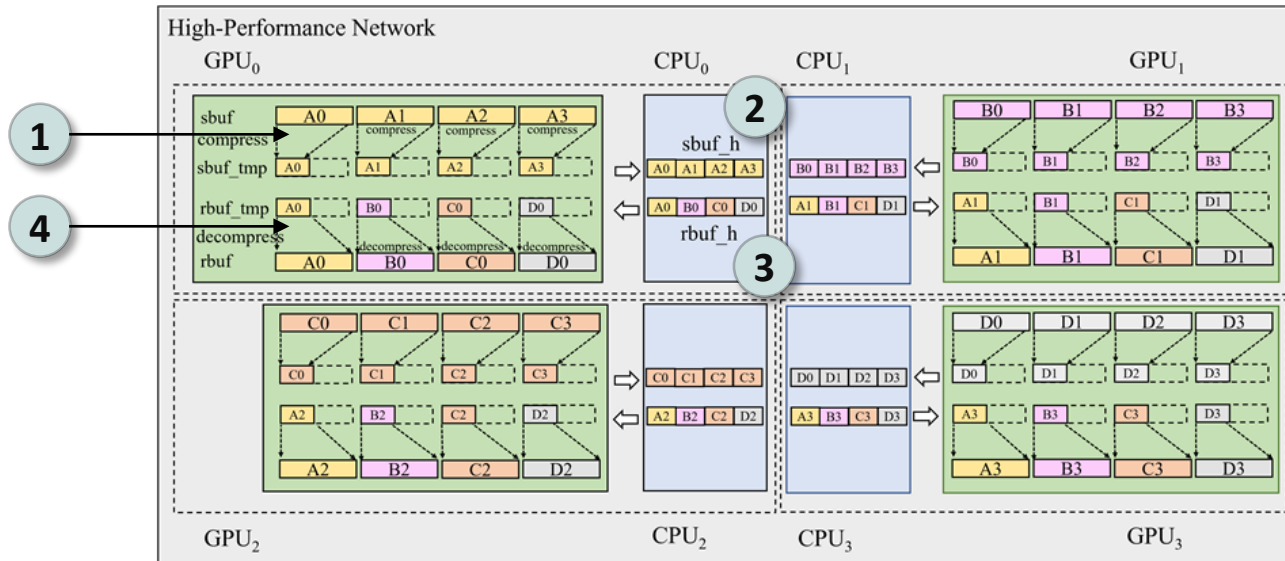 High-Performance Network
GPU0 CPU0 CPU1 GPU1
1
2
sbuf A0 A1 A2 A3
compress compress compress compress
sbuf_tmp A0 A1 A2 A3
sbuf_h
A0 A1 A2 A3
4
rbuf_tmp A0 B0 C0 D0
decompress decompress decompress decompress
rbuf A0 B0 C0 D0
A0 B0 C0 D0
rbuf_h
3
B0 B1 B2 B3
A1 B1 C1 D1
B0 B1 B2 B3
B0 B1 B2 B3
A1 B1 C1 D1
A1 B1 C1 D1
C0 C1 C2 C3
C0 C1 C2 C3
A2 B2 C2 D2
A2 B2 C2 D2
C0 C1 C2 C3
A2 B2 C2 D2
D0 D1 D2 D3
A3 B3 C3 D3
D0 D1 D2 D3
D0 D1 D2 D3
A3 B3 C3 D3
A3 B3 C3 D3
GPU2 CPU2 CPU3 GPU3